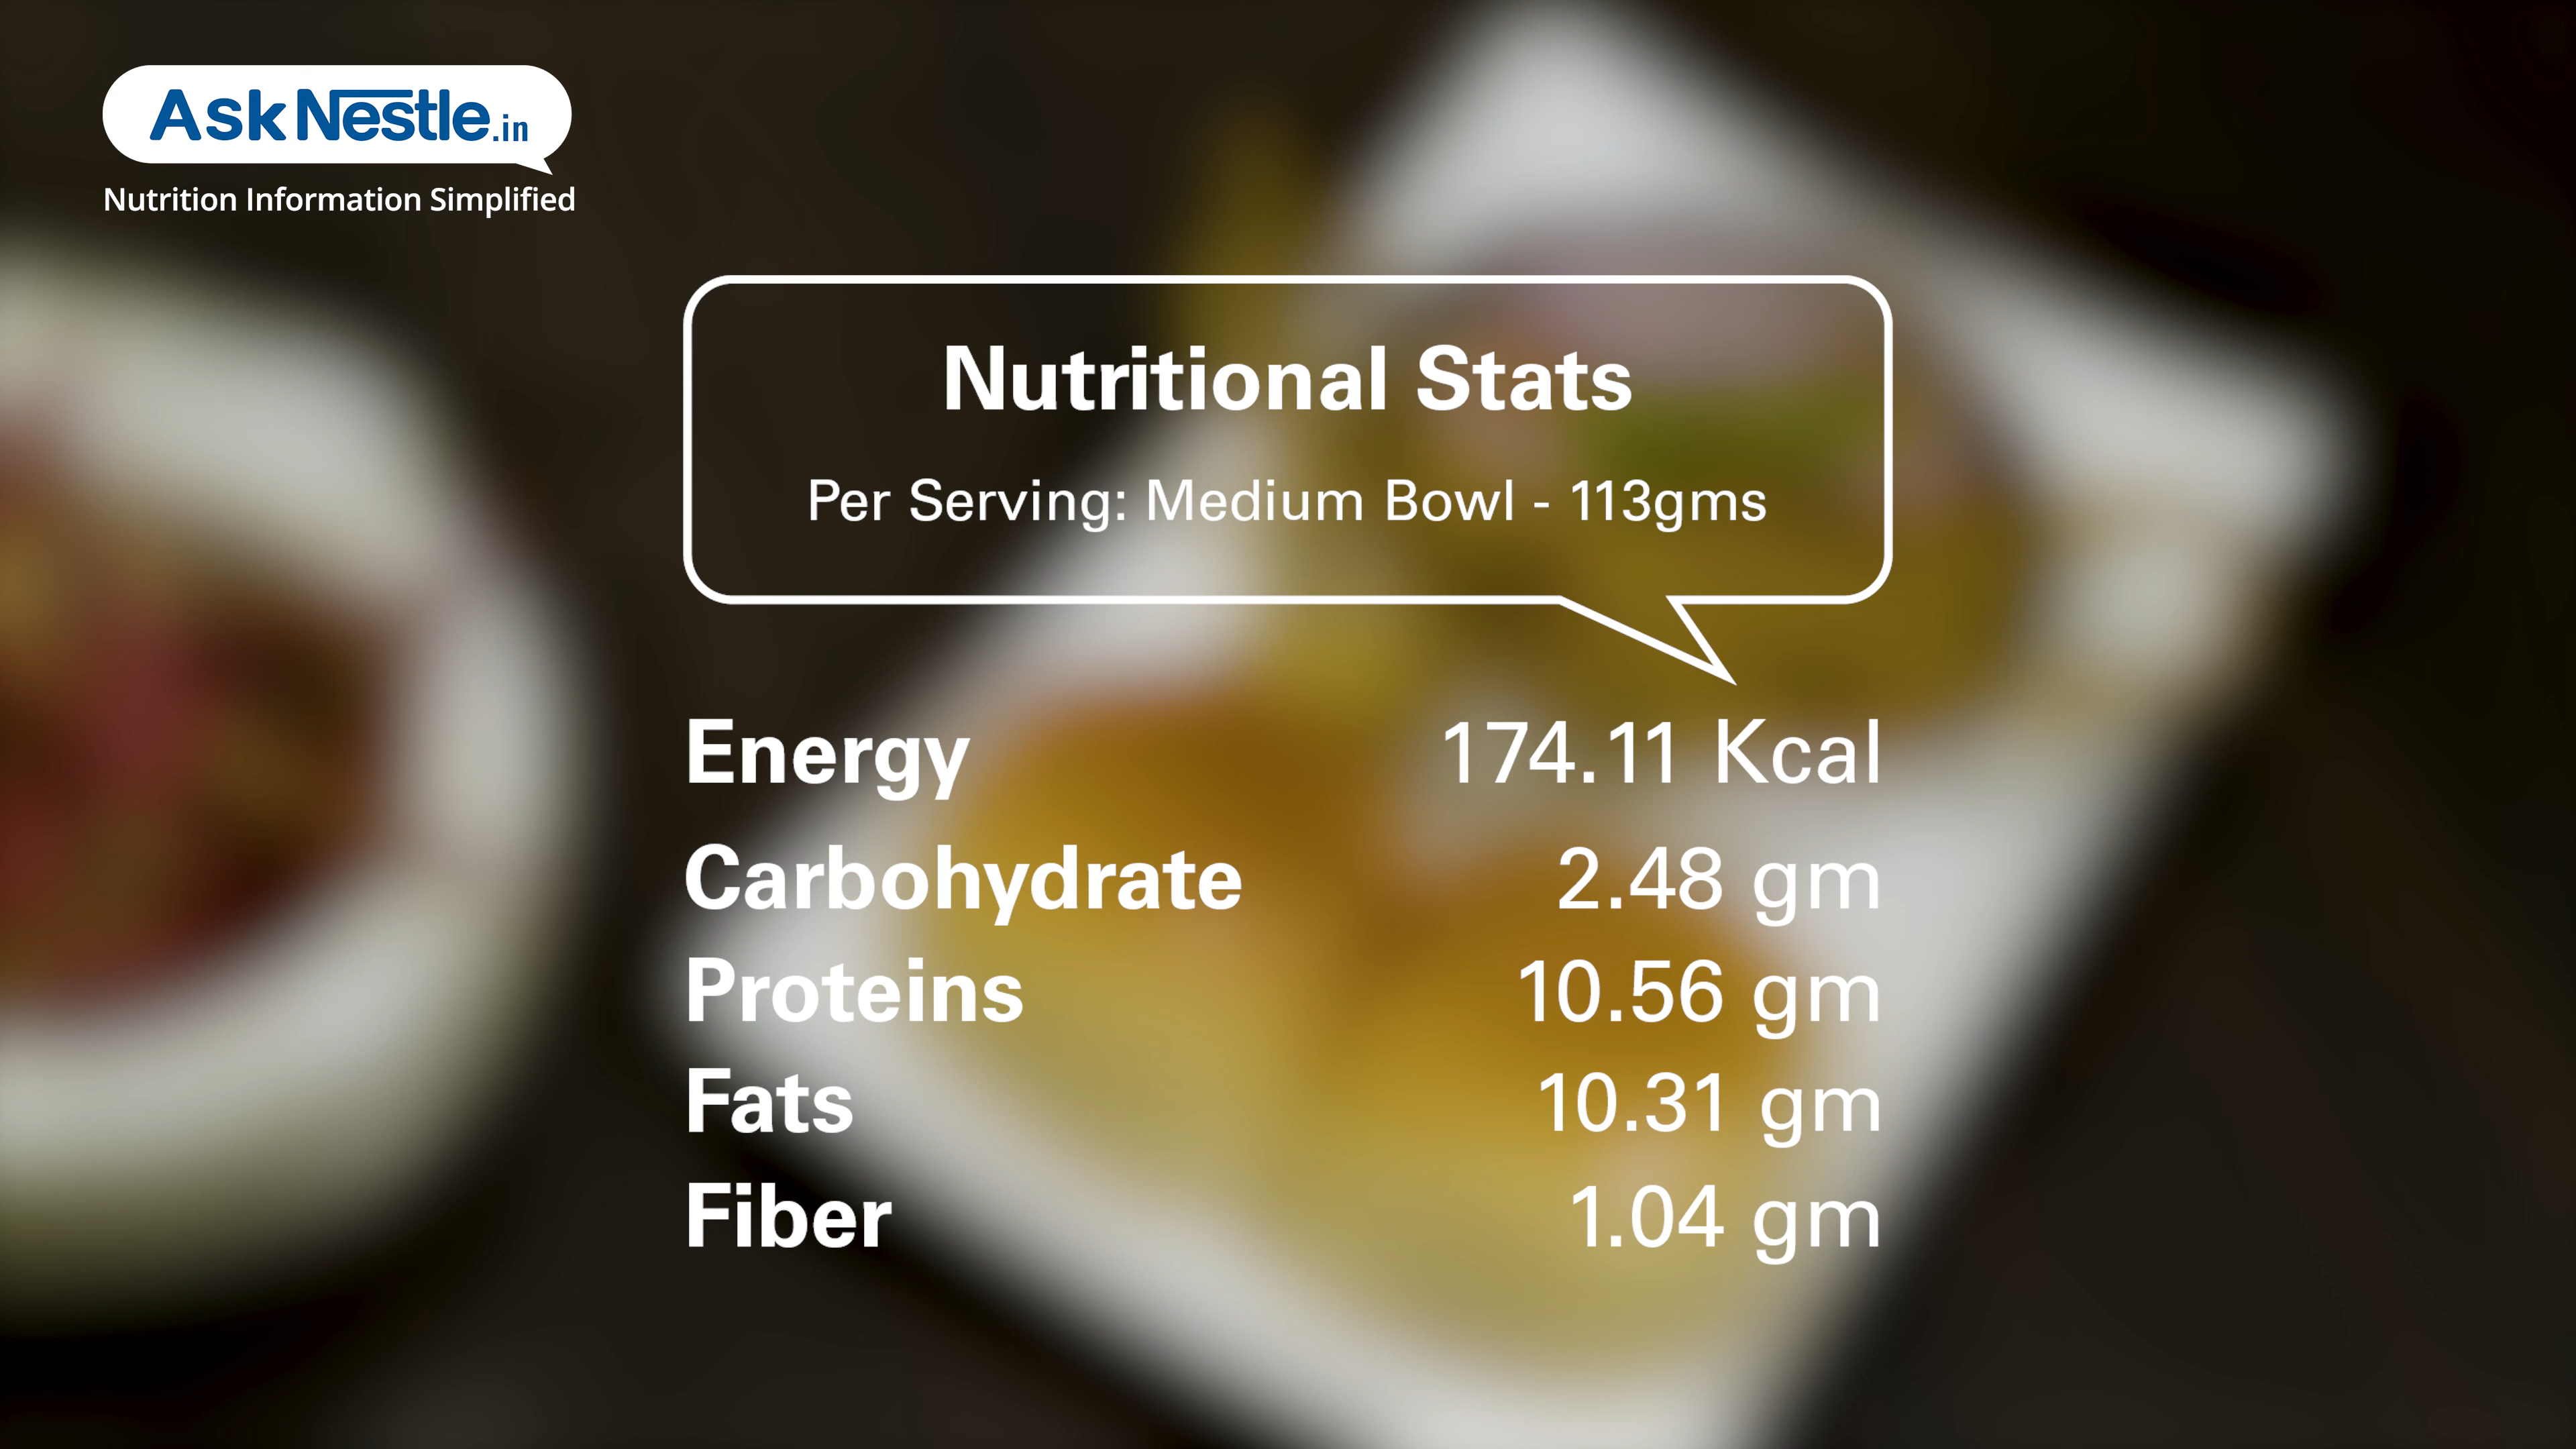 AskNestle.in
Nutrition Information Simplified
Nutritional Stats
Per Serving: Medium Bowl - 113gms
Energy 174.11 Kcal
Carbohydrate 2.48 gm
Proteins 10.56 gm
Fats 10.31 gm
Fiber 1.04 gm